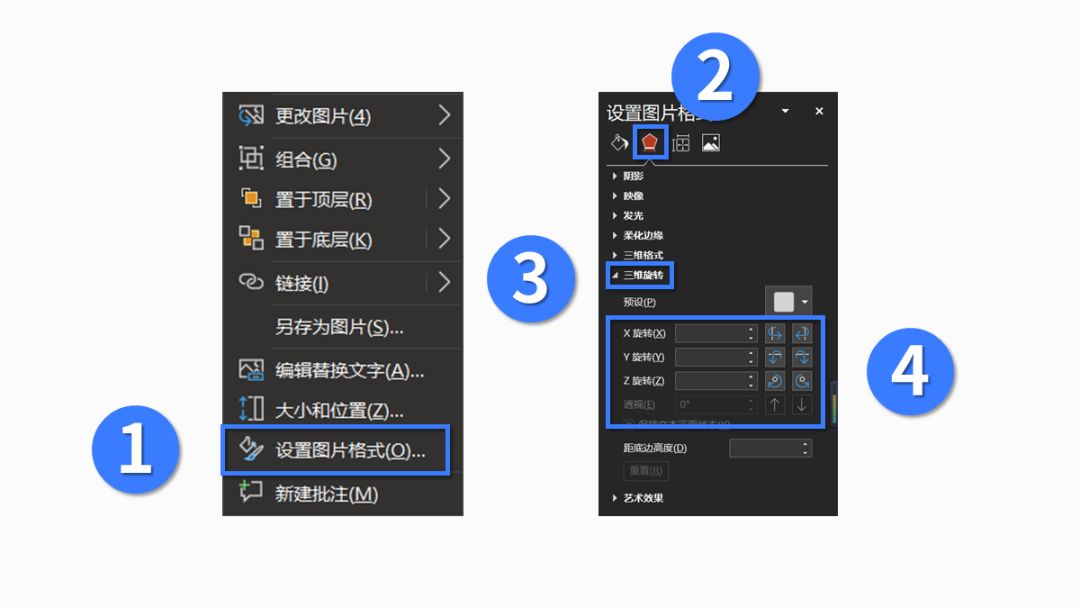 更改图片(4)
组合(G)
置于顶层(R)
置于底层(K)
链接(I)
另存为图片(S)...
编辑替换文字(A)...
大小和位置(Z)...
1
设置图片格式(O)...
新建批注(M)
3
2
设置图片格式
阴影
映像
发光
柔化边缘
三维格式
三维旋转
预设(P)
X 旋转(X)
Y 旋转(Y)
Z 旋转(Z)
透视(E) 0°
距底边高度(D)
重置(R)
艺术效果
4